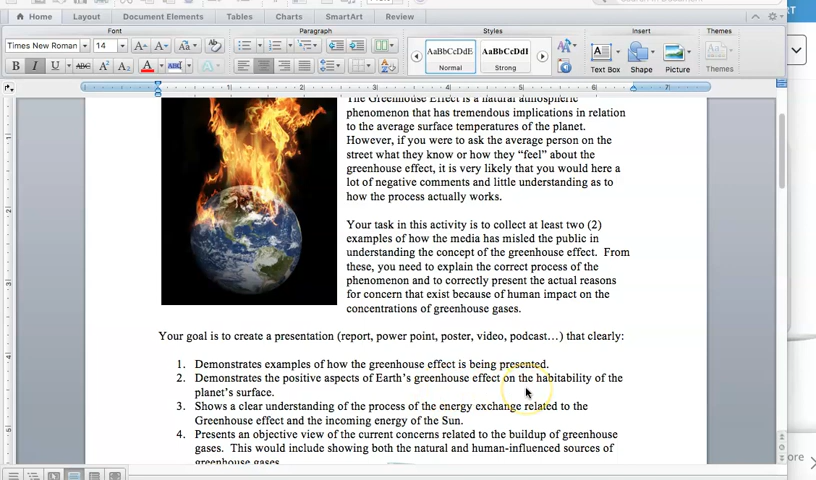 Home Layout Document Elements Tables Charts SmartArt Review
Font Paragraph Styles Insert Themes
Times New Roman 14 A A Aa
AaBbCcDdE AaBbCcDdI
Normal Strong Text Box Shape Picture Themes
B I U ABC A A A
1 2 3 4 5 6 7
The Greenhouse Effect is a natural atmospheric
phenomenon that has tremendous implications in relation
to the average surface temperatures of the planet.
However, if you were to ask the average person on the
street what they know or how they “feel” about the
greenhouse effect, it is very likely that you would here a
lot of negative comments and little understanding as to
how the process actually works.
Your task in this activity is to collect at least two (2)
examples of how the media has misled the public in
understanding the concept of the greenhouse effect. From
these, you need to explain the correct process of the
phenomenon and to correctly present the actual reasons
for concern that exist because of human impact on the
concentrations of greenhouse gases.
Your goal is to create a presentation (report, power point, poster, video, podcast…) that clearly:
1. Demonstrates examples of how the greenhouse effect is being presented.
2. Demonstrates the positive aspects of Earth’s greenhouse effect on the habitability of the
planet’s surface.
3. Shows a clear understanding of the process of the energy exchange related to the
Greenhouse effect and the incoming energy of the Sun.
4. Presents an objective view of the current concerns related to the buildup of greenhouse
gases. This would include showing both the natural and human-influenced sources of
greenhouse gases.